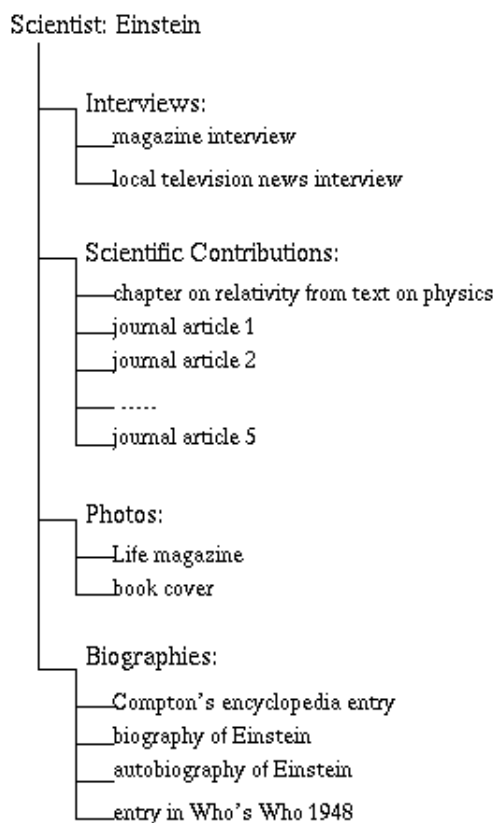 Scientist: Einstein
Interviews:
magazine interview
local television news interview
Scientific Contributions:
chapter on relativity from text on physics
journal article 1
journal article 2
-----
journal article 5
Photos:
Life magazine
book cover
Biographies:
Compton's encyclopedia entry
biography of Einstein
autobiography of Einstein
entry in Who's Who 1948